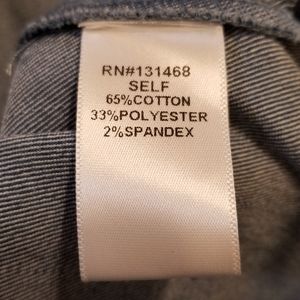 RN#131468
SELF
65%COTTON
33%POLYESTER
2%SPANDEX